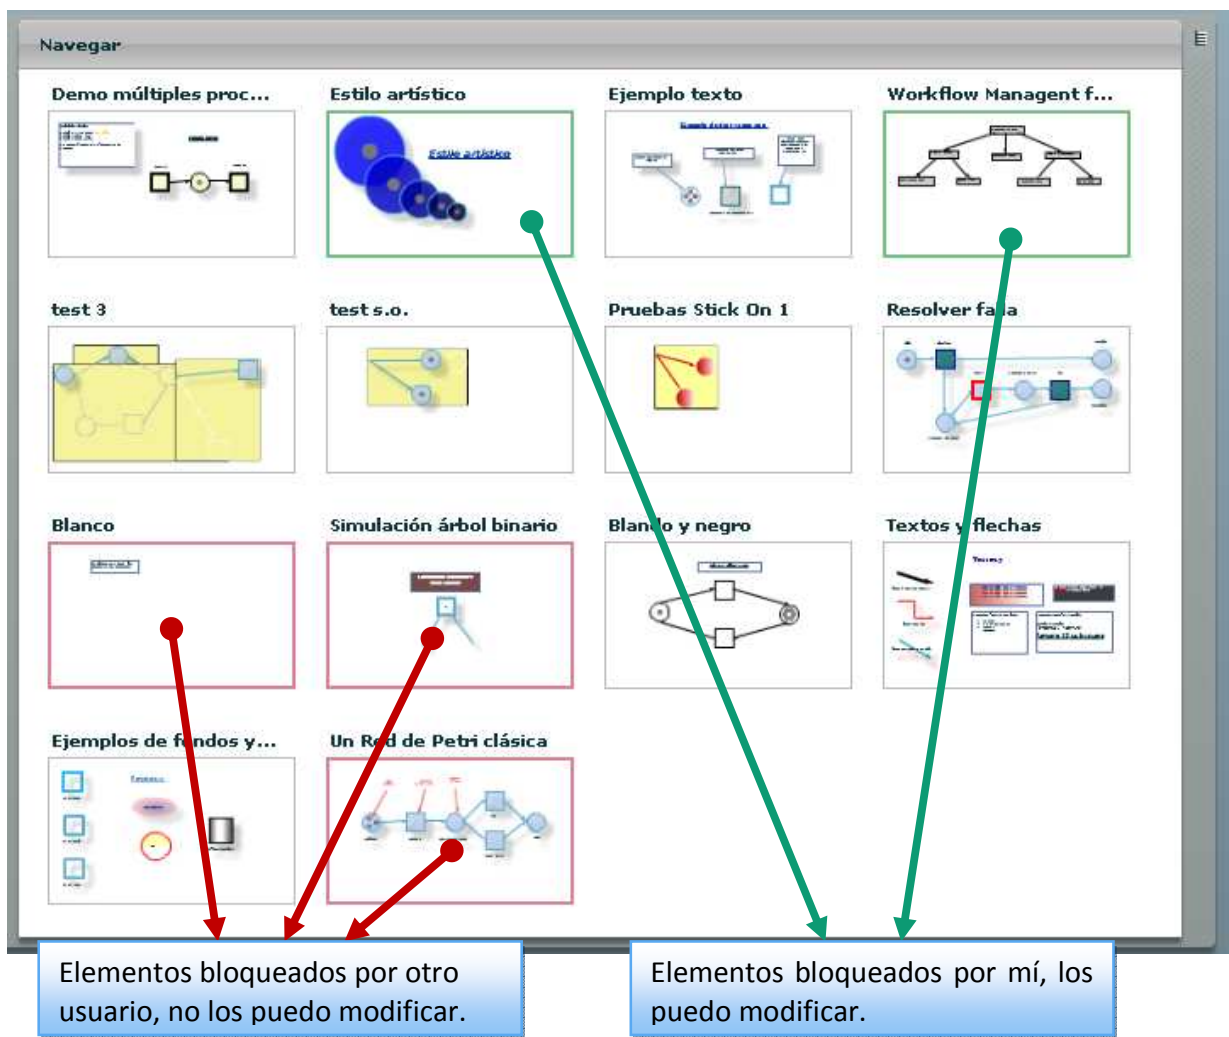 Navegar
Demo múltiples proc...
Estilo artístico
Ejemplo texto
Workflow Managent f...
Estilo artístico
test 3
test s.o.
Pruebas Stick On 1
Resolver falla
Blanco
Simulación árbol binario
Blando y negro
Textos y flechas
Ejemplos de fondos y...
Un Red de Petri clásica
Elementos bloqueados por otro
usuario, no los puedo modificar.
Elementos bloqueados por mí, los
puedo modificar.